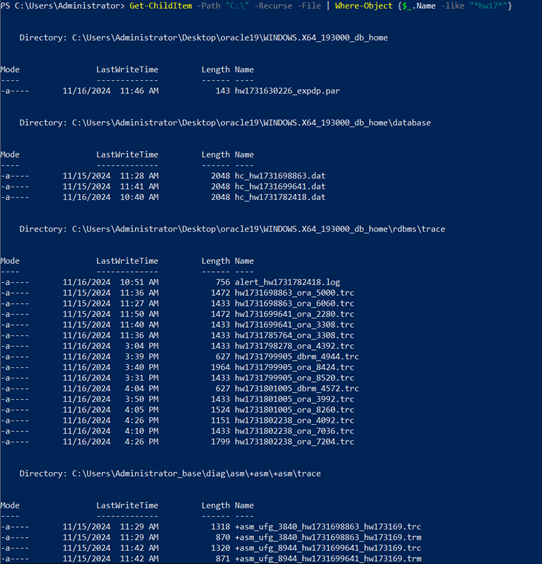 PS C:\Users\Administrator> Get-ChildItem -Path "C:\" -Recurse -File | Where-Object {$_.Name -like "*hw17*"}
Directory: C:\Users\Administrator\Desktop\oracle19\WINDOWS.X64_193000_db_home
Mode LastWriteTime Length Name
---- ------------- ------ ----
-a---- 11/16/2024 11:46 AM 143 hw1731630226_expdp.par
Directory: C:\Users\Administrator\Desktop\oracle19\WINDOWS.X64_193000_db_home\database
Mode LastWriteTime Length Name
---- ------------- ------ ----
-a---- 11/15/2024 11:28 AM 2048 hc_hw1731698863.dat
-a---- 11/15/2024 11:41 AM 2048 hc_hw1731699641.dat
-a---- 11/16/2024 10:40 AM 2048 hc_hw1731782418.dat
Directory: C:\Users\Administrator\Desktop\oracle19\WINDOWS.X64_193000_db_home\rdbms\trace
Mode LastWriteTime Length Name
---- ------------- ------ ----
-a---- 11/16/2024 10:51 AM 756 alert_hw1731782418.log
-a---- 11/15/2024 11:36 AM 1472 hw1731698863_ora_5000.trc
-a---- 11/15/2024 11:27 AM 1433 hw1731698863_ora_6060.trc
-a---- 11/15/2024 11:50 AM 1472 hw1731699641_ora_2280.trc
-a---- 11/15/2024 11:40 AM 1433 hw1731699641_ora_3308.trc
-a---- 11/16/2024 11:36 AM 1433 hw1731785764_ora_3308.trc
-a---- 11/16/2024 3:04 PM 1433 hw1731798278_ora_4392.trc
-a---- 11/16/2024 3:39 PM 627 hw1731799905_dbrm_4944.trc
-a---- 11/16/2024 3:40 PM 1964 hw1731799905_ora_8424.trc
-a---- 11/16/2024 3:31 PM 1433 hw1731799905_ora_8520.trc
-a---- 11/16/2024 4:04 PM 627 hw1731801005_dbrm_4572.trc
-a---- 11/16/2024 3:50 PM 1433 hw1731801005_ora_3992.trc
-a---- 11/16/2024 4:05 PM 1524 hw1731801005_ora_8260.trc
-a---- 11/16/2024 4:26 PM 1151 hw1731802238_ora_4092.trc
-a---- 11/16/2024 4:10 PM 1433 hw1731802238_ora_7036.trc
-a---- 11/16/2024 4:26 PM 1799 hw1731802238_ora_7204.trc
Directory: C:\Users\Administrator_base\diag\asm\+asm\+asm\trace
Mode LastWriteTime Length Name
---- ------------- ------ ----
-a---- 11/15/2024 11:29 AM 1318 +asm_ufg_3840_hw1731698863_hw173169.trc
-a---- 11/15/2024 11:29 AM 870 +asm_ufg_3840_hw1731698863_hw173169.trm
-a---- 11/15/2024 11:42 AM 1320 +asm_ufg_8944_hw1731699641_hw173169.trc
-a---- 11/15/2024 11:42 AM 871 +asm_ufg_8944_hw1731699641_hw173169.trm